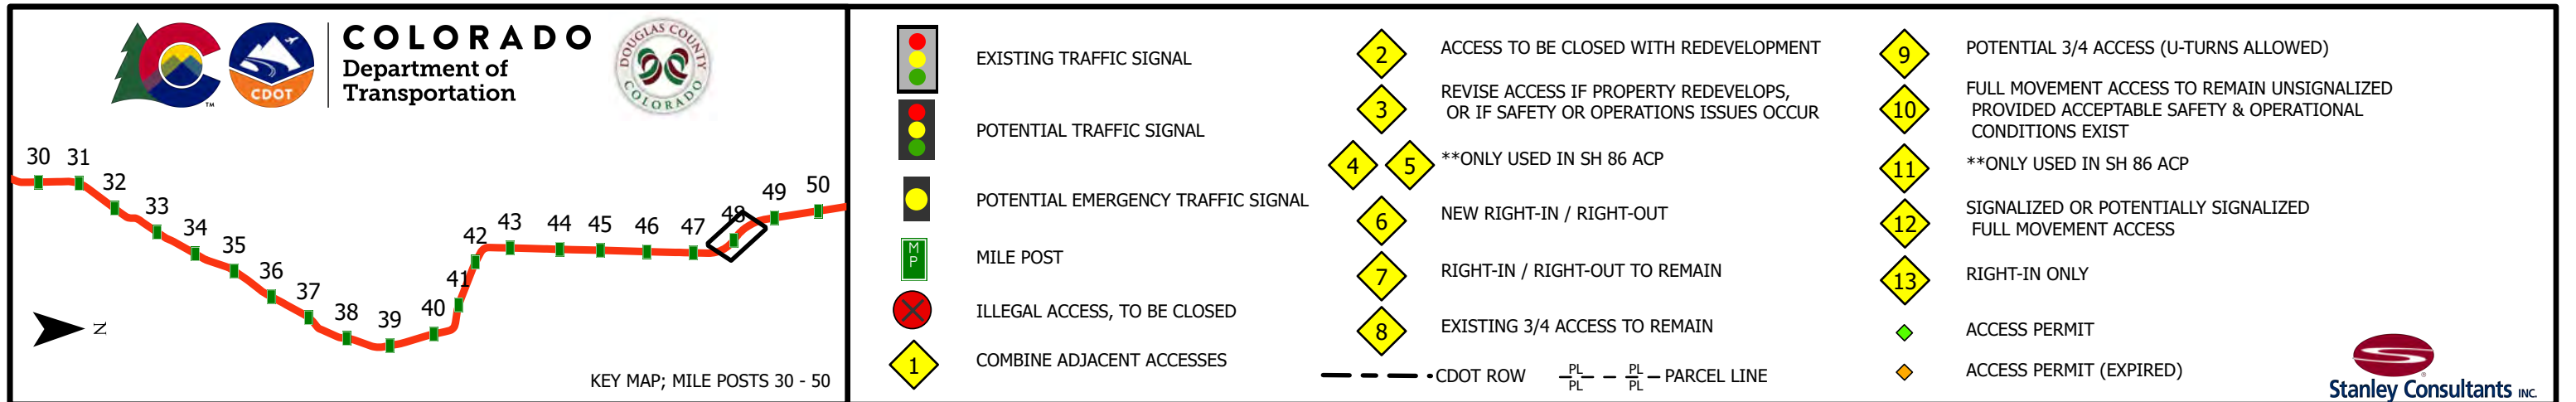 COLORADO
Department of
Transportation
TM
CDOT
DOUGLAS COUNTY
COLORADO
30 31
32
33
34
35
36
37
38
39
40
41
42
43
44
45
46
47
48
49
50
N
KEY MAP; MILE POSTS 30 - 50
EXISTING TRAFFIC SIGNAL
POTENTIAL TRAFFIC SIGNAL
POTENTIAL EMERGENCY TRAFFIC SIGNAL
M
P
MILE POST
ILLEGAL ACCESS, TO BE CLOSED
1 COMBINE ADJACENT ACCESSES
2 ACCESS TO BE CLOSED WITH REDEVELOPMENT
3 REVISE ACCESS IF PROPERTY REDEVELOPS,
OR IF SAFETY OR OPERATIONS ISSUES OCCUR
4 5 **ONLY USED IN SH 86 ACP
6 NEW RIGHT-IN / RIGHT-OUT
7 RIGHT-IN / RIGHT-OUT TO REMAIN
8 EXISTING 3/4 ACCESS TO REMAIN
CDOT ROW
PL PL
PL PL
PARCEL LINE
9 POTENTIAL 3/4 ACCESS (U-TURNS ALLOWED)
10 FULL MOVEMENT ACCESS TO REMAIN UNSIGNALIZED
PROVIDED ACCEPTABLE SAFETY & OPERATIONAL
CONDITIONS EXIST
11 **ONLY USED IN SH 86 ACP
12 SIGNALIZED OR POTENTIALLY SIGNALIZED
FULL MOVEMENT ACCESS
13 RIGHT-IN ONLY
ACCESS PERMIT
ACCESS PERMIT (EXPIRED)
®
Stanley Consultants INC.